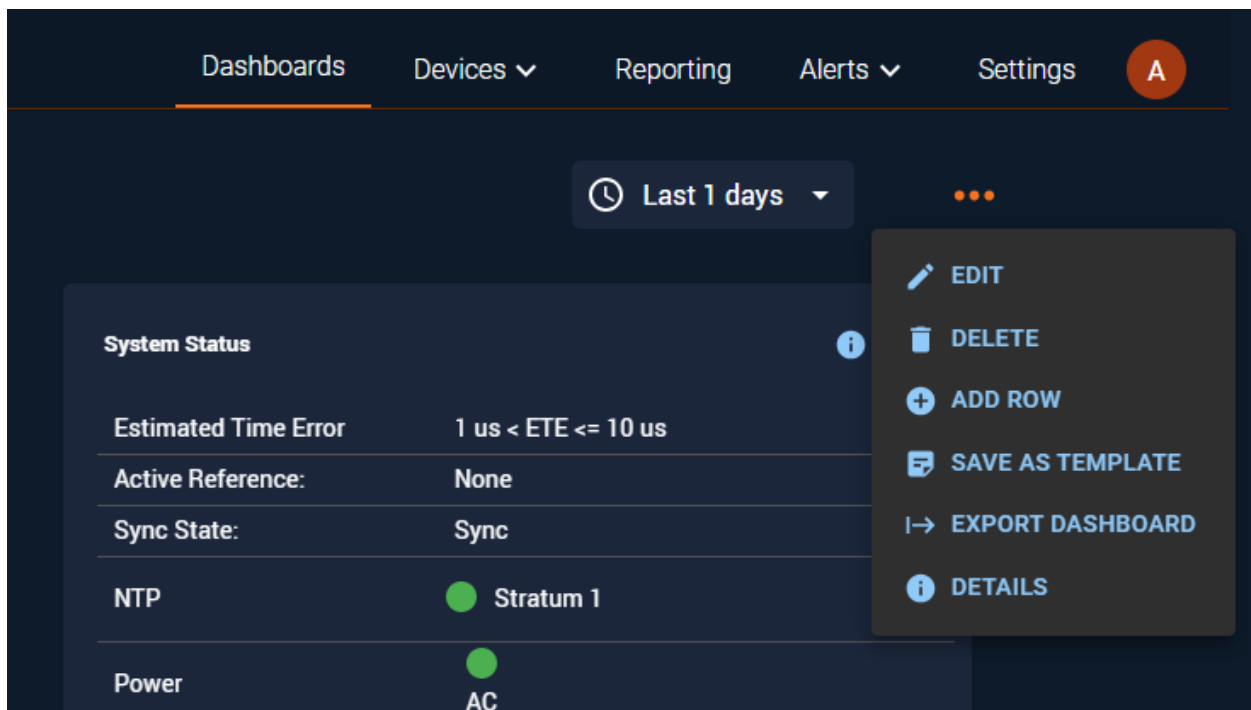 Dashboards Devices Reporting Alerts Settings A
Last 1 days
EDIT
DELETE
ADD ROW
SAVE AS TEMPLATE
EXPORT DASHBOARD
DETAILS
System Status
Estimated Time Error 1 us < ETE <= 10 us
Active Reference: None
Sync State: Sync
NTP Stratum 1
Power AC